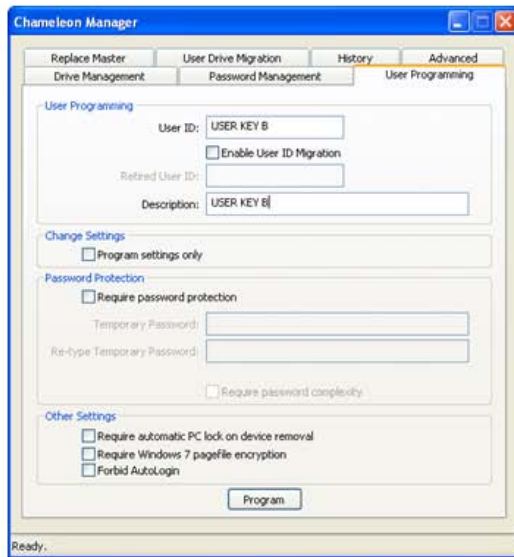 Chameleon Manager
Replace Master User Drive Migration History Advanced
Drive Management Password Management User Programming
User Programming
User ID: USER KEY B
Enable User ID Migration
Retired User ID:
Description: USER KEY B
Change Settings
Program settings only
Password Protection
Require password protection
Temporary Password:
Re-type Temporary Password:
Require password complexity
Other Settings
Require automatic PC lock on device removal
Require Windows 7 pagefile encryption
Forbid AutoLogin
Program
Ready.